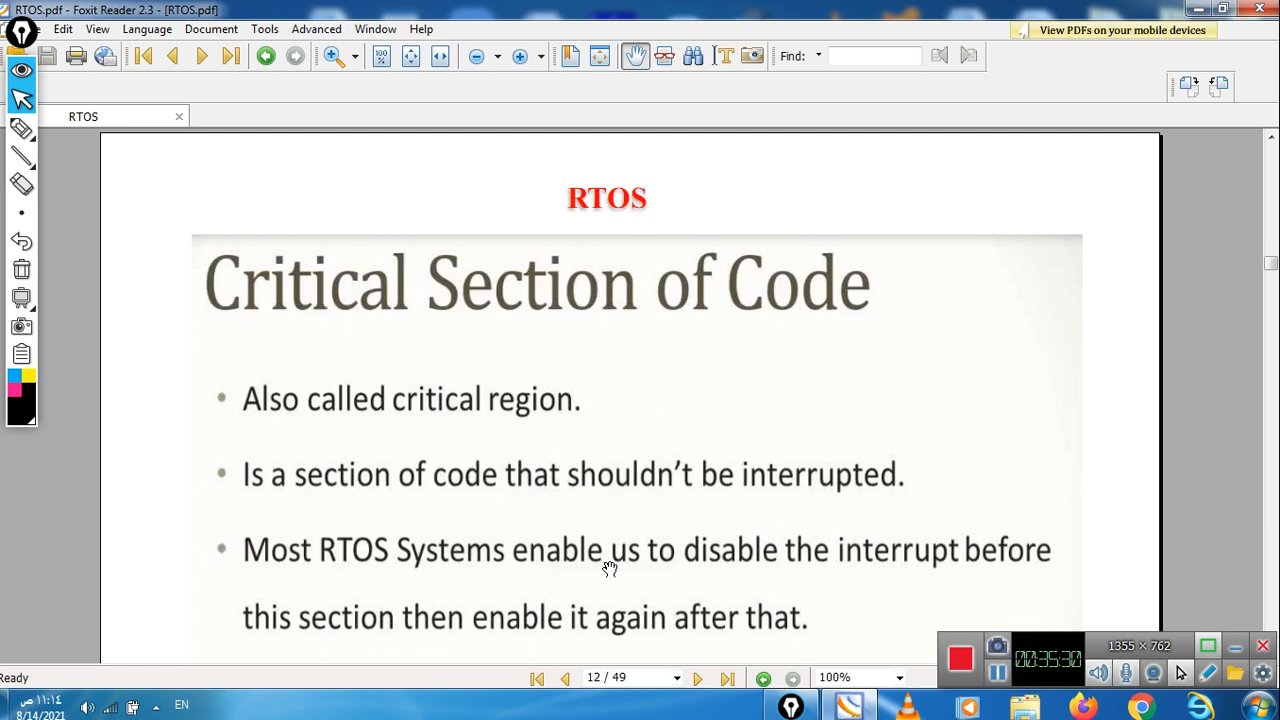 RTOS.pdf - Foxit Reader 2.3 - [RTOS.pdf]
Edit View Language Document Tools Advanced Window Help
View PDFs on your mobile devices
Find:
RTOS
RTOS
Critical Section of Code
• Also called critical region.
• Is a section of code that shouldn't be interrupted.
• Most RTOS Systems enable us to disable the interrupt before
this section then enable it again after that.
00:35:30
1355 x 762
Ready
12 / 49
100%
١١:١٤ ص
8/14/2021
EN